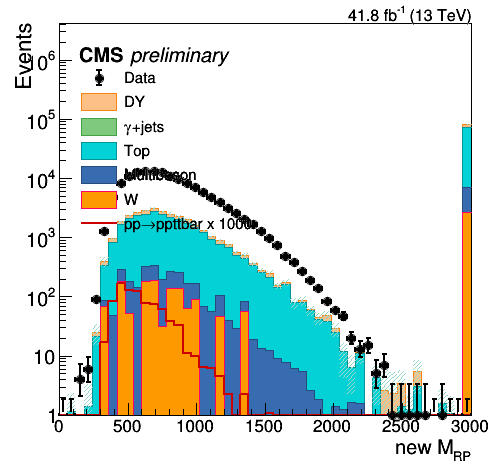 41.8 fb⁻¹ (13 TeV)
Events
CMS preliminary
Data
DY
γ+jets
Top
Multiboson
W
pp→ppttbar x 1000
10⁶
10⁵
10⁴
10³
10²
10
1
0 500 1000 1500 2000 2500 3000
new M_RP